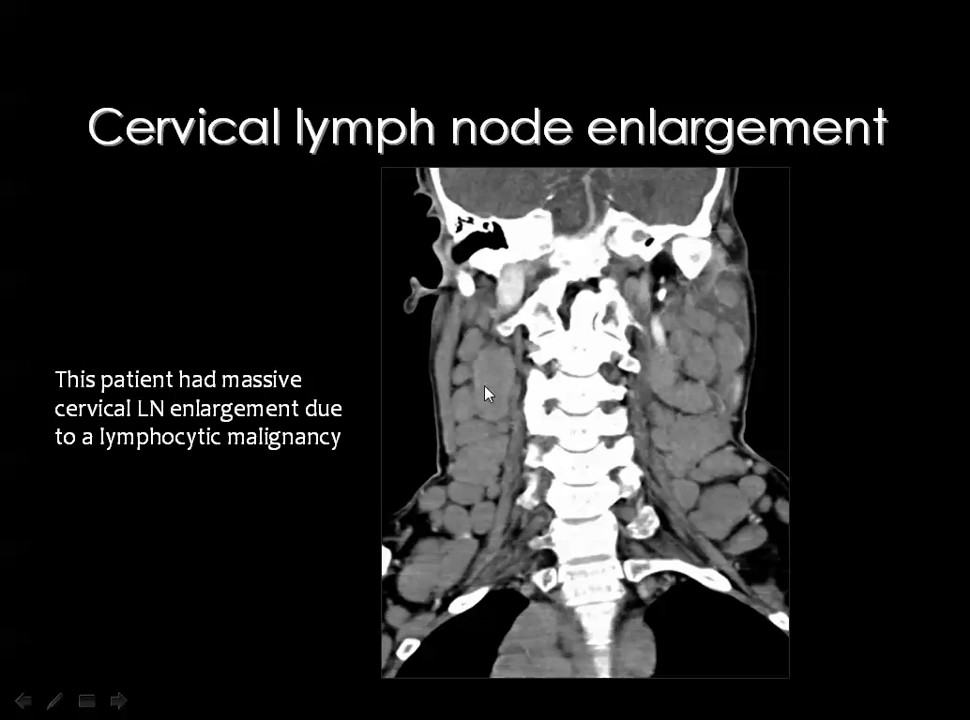 Cervical lymph node enlargement
This patient had massive
cervical LN enlargement due
to a lymphocytic malignancy